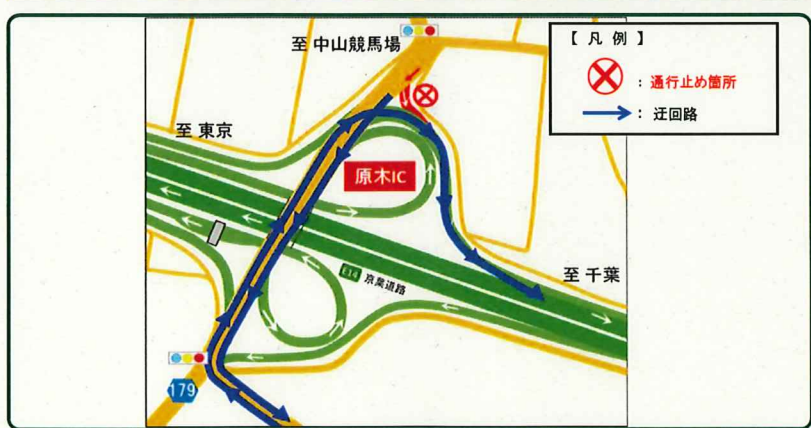 至 中山競馬場
【 凡 例 】
: 通行止め箇所
: 迂回路
至 東京
原木IC
E14 京葉道路
至 千葉
179